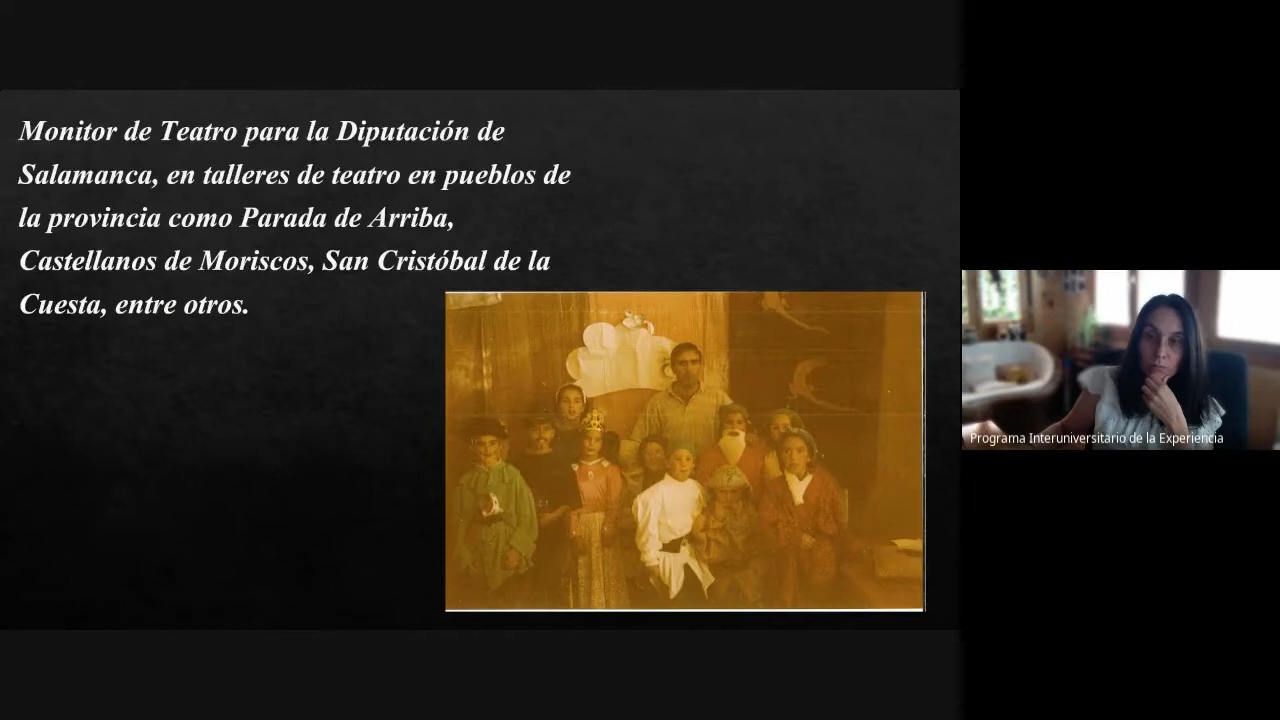 Monitor de Teatro para la Diputación de
Salamanca, en talleres de teatro en pueblos de
la provincia como Parada de Arriba,
Castellanos de Moriscos, San Cristóbal de la
Cuesta, entre otros.
Programa Interuniversitario de la Experiencia